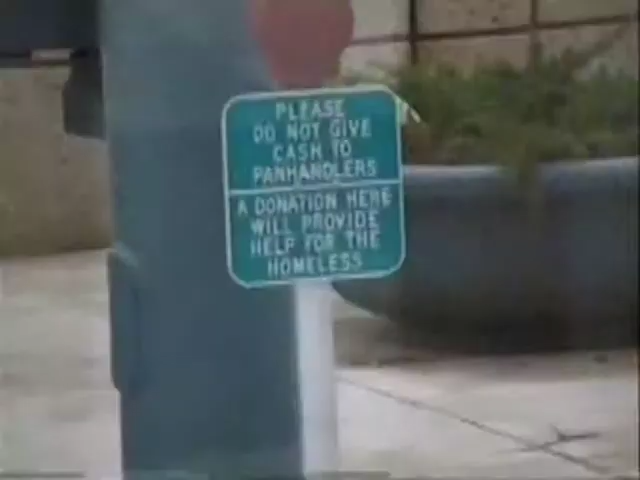 PLEASE
DO NOT GIVE
CASH TO
PANHANDLERS
A DONATION HERE
WILL PROVIDE
HELP FOR THE
HOMELESS